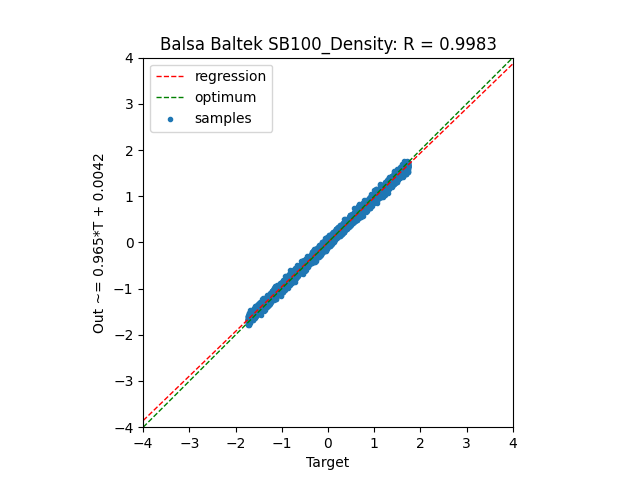 Balsa Baltek SB100_Density: R = 0.9983
regression
optimum
samples
4
3
2
1
0
−1
−2
−3
−4
Out ~= 0.965*T + 0.0042
−4 −3 −2 −1 0 1 2 3 4
Target